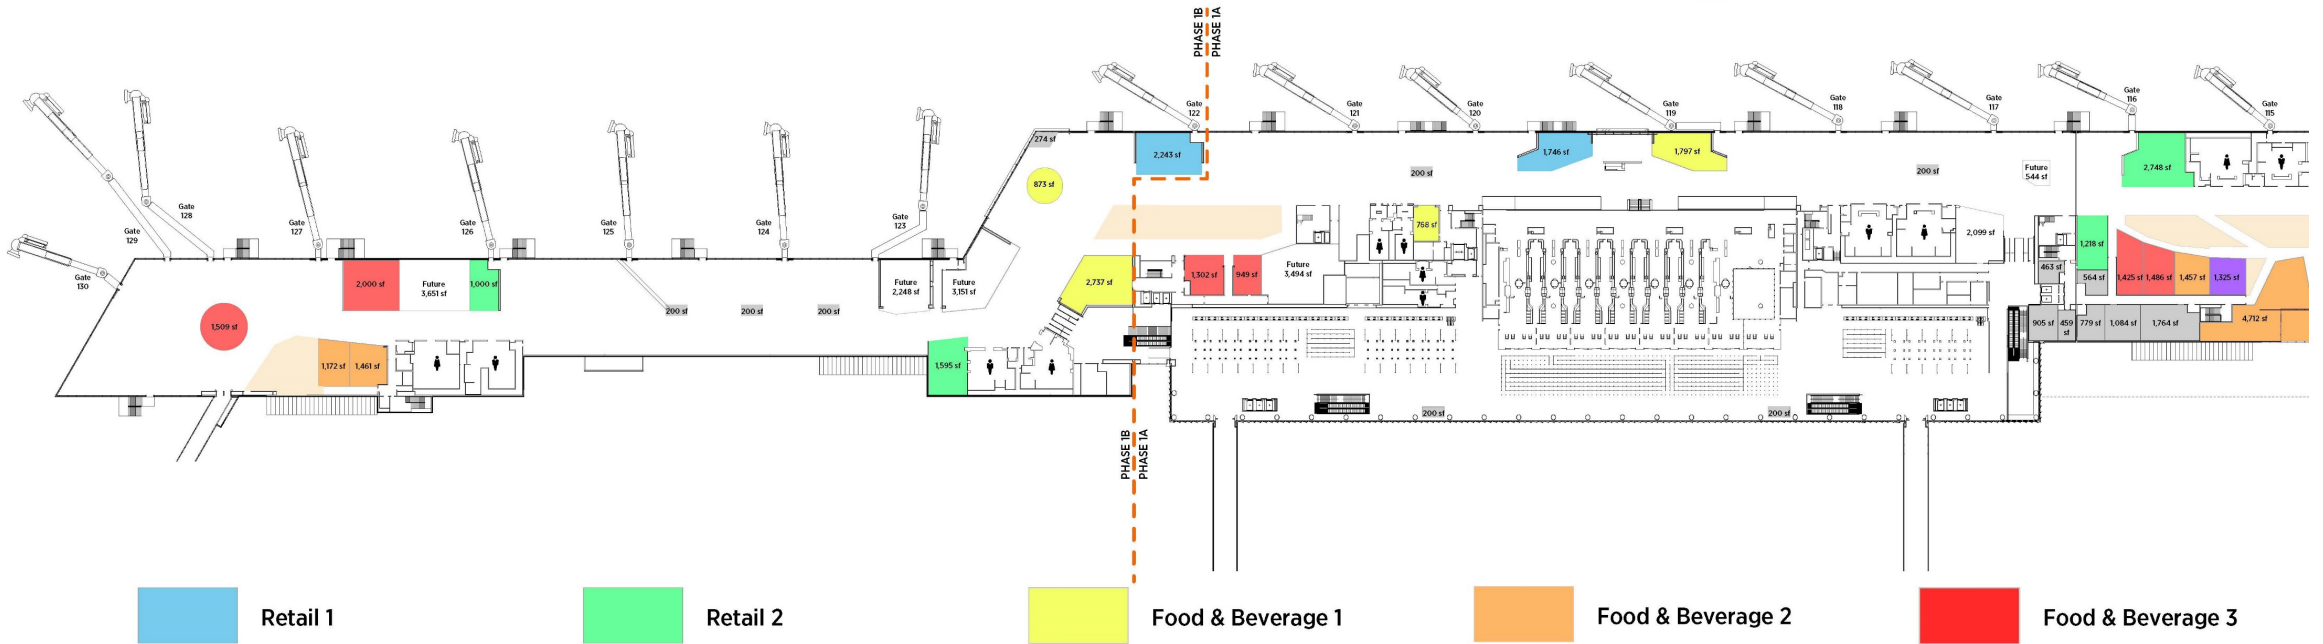 PHASE 1B
PHASE 1A
Gate
122
Gate
121
Gate
120
Gate
119
Gate
118
Gate
117
Gate
116
Gate
115
Gate
130
Gate
129
Gate
128
Gate
127
Gate
126
Gate
125
Gate
124
Gate
123
274 sf
2,243 sf
873 sf
200 sf
1,746 sf
1,797 sf
200 sf
Future
544 sf
2,748 sf
768 sf
2,099 sf
1,218 sf
2,000 sf
Future
3,651 sf
1,000 sf
200 sf
200 sf
200 sf
Future
2,248 sf
Future
3,151 sf
2,737 sf
1,302 sf
949 sf
Future
3,494 sf
463 sf
564 sf
1,425 sf
1,486 sf
1,457 sf
1,325 sf
1,509 sf
905 sf
459
sf
779 sf
1,084 sf
1,764 sf
4,712 sf
1,172 sf
1,461 sf
1,595 sf
200 sf
200 sf
PHASE 1B
PHASE 1A
Retail 1
Retail 2
Food & Beverage 1
Food & Beverage 2
Food & Beverage 3